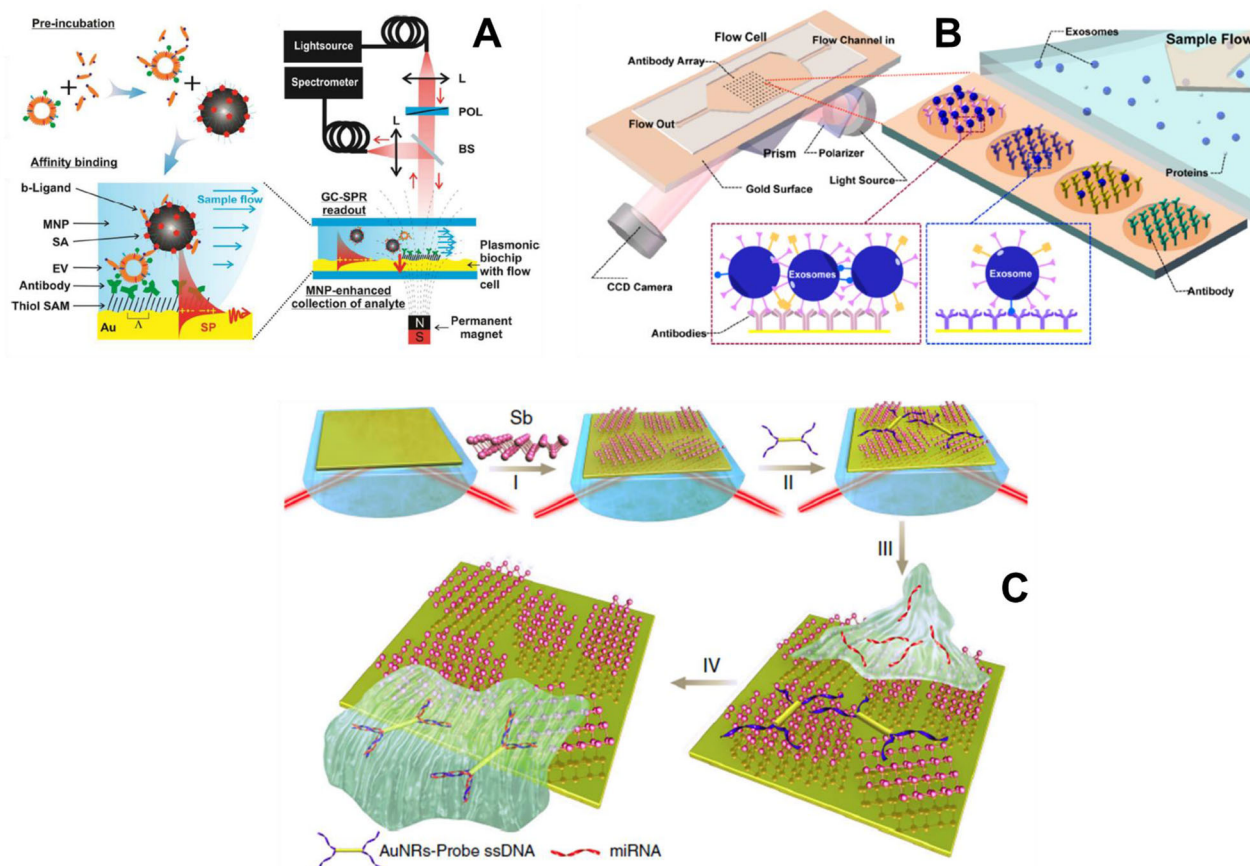 Pre-incubation
Affinity binding
b-Ligand
MNP
SA
EV
Antibody
Thiol SAM
Au
Λ
SP
Sample flow
A
Lightsource
Spectrometer
L
POL
L
BS
GC-SPR
readout
Plasmonic
biochip
with flow
cell
MNP-enhanced
collection of analyte
N
S
Permanent
magnet
B
Flow Cell
Flow Channel in
Antibody Array
Flow Out
Prism
Polarizer
Gold Surface
Light Source
CCD Camera
Exosomes
Sample Flow
Proteins
Antibody
Exosomes
Antibodies
Exosome
Sb
I
II
III
C
IV
AuNRs-Probe ssDNA
miRNA